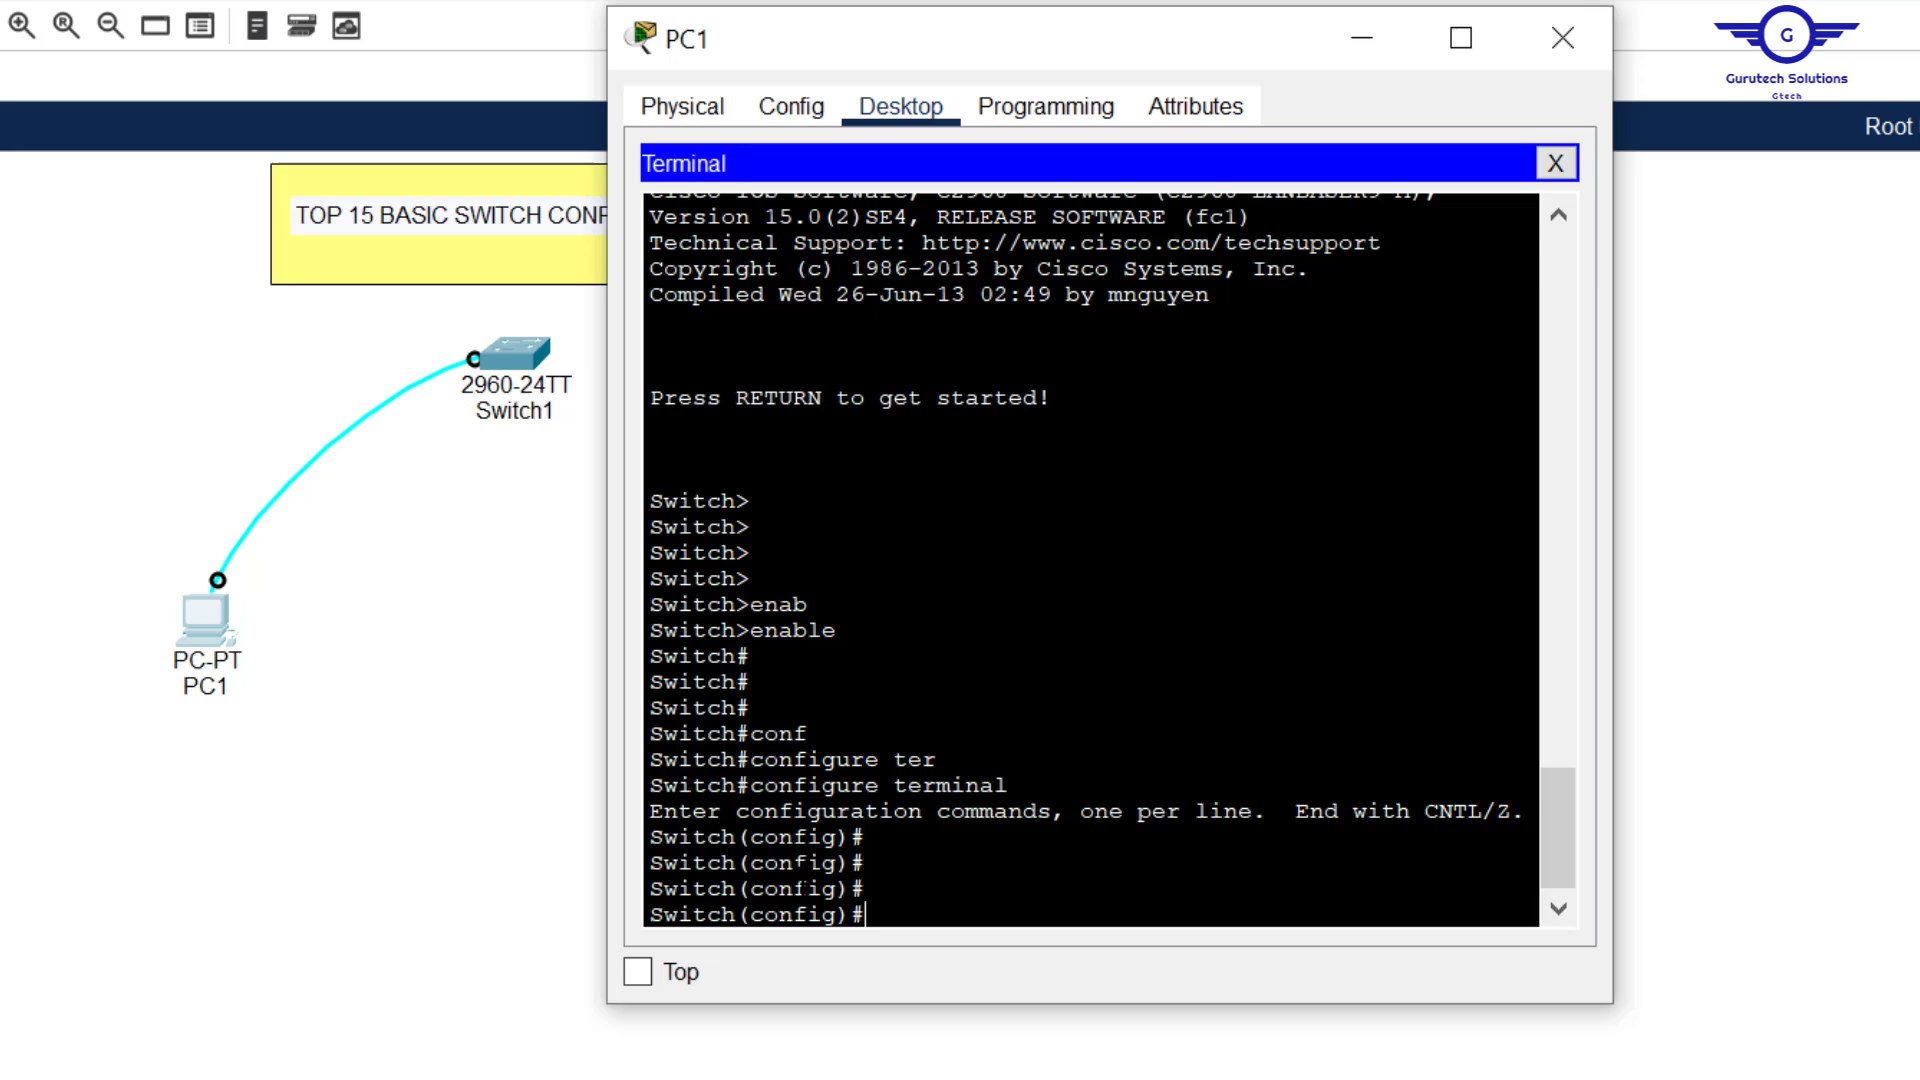 PC1
G
Gurutech Solutions
Gtech
Physical Config Desktop Programming Attributes
Root
Terminal
X
TOP 15 BASIC SWITCH CONF
Version 15.0(2)SE4, RELEASE SOFTWARE (fc1)
Technical Support: http://www.cisco.com/techsupport
Copyright (c) 1986-2013 by Cisco Systems, Inc.
Compiled Wed 26-Jun-13 02:49 by mnguyen
Press RETURN to get started!
Switch>
Switch>
Switch>
Switch>
Switch>enab
Switch>enable
Switch#
Switch#
Switch#
Switch#conf
Switch#configure ter
Switch#configure terminal
Enter configuration commands, one per line.  End with CNTL/Z.
Switch(config)#
Switch(config)#
Switch(config)#
Switch(config)#
2960-24TT
Switch1
PC-PT
PC1
Top